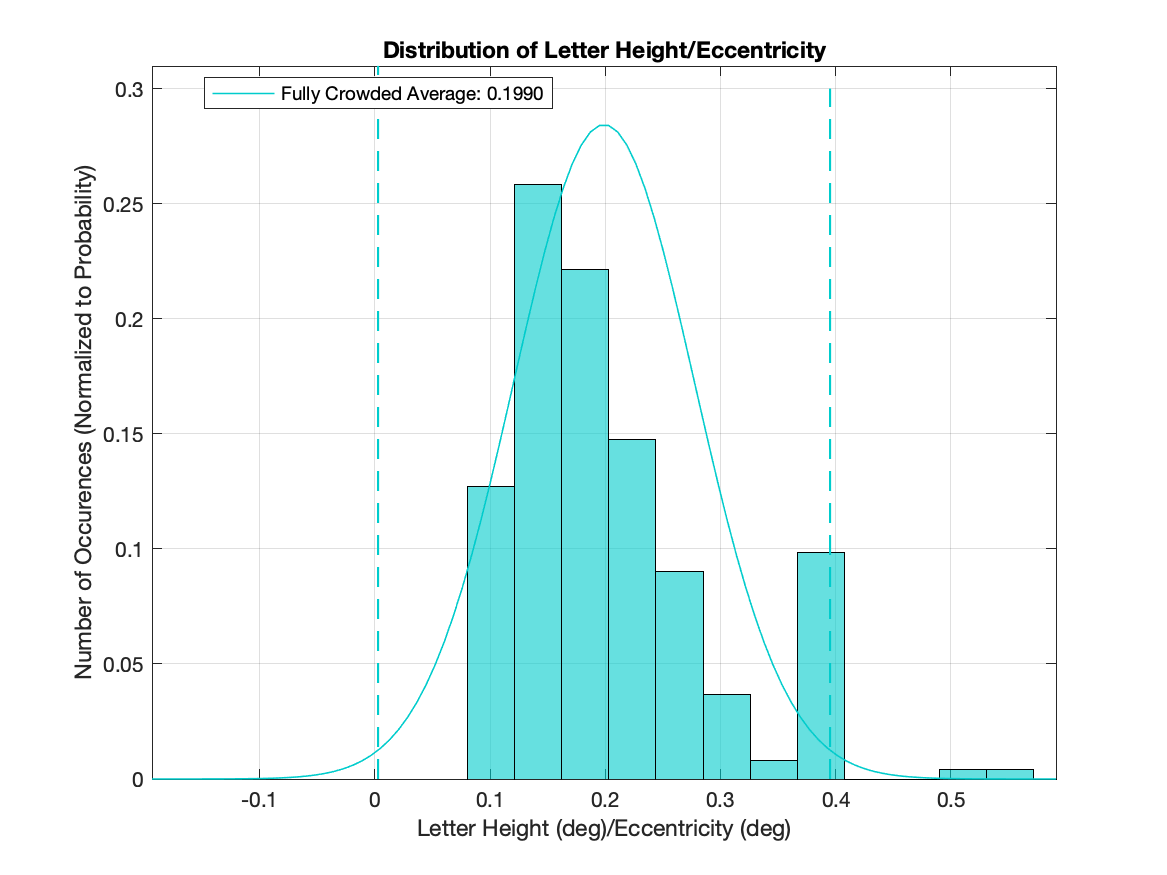 Distribution of Letter Height/Eccentricity
Fully Crowded Average: 0.1990
Number of Occurences (Normalized to Probability)
0.3
0.25
0.2
0.15
0.1
0.05
0
-0.1 0 0.1 0.2 0.3 0.4 0.5
Letter Height (deg)/Eccentricity (deg)